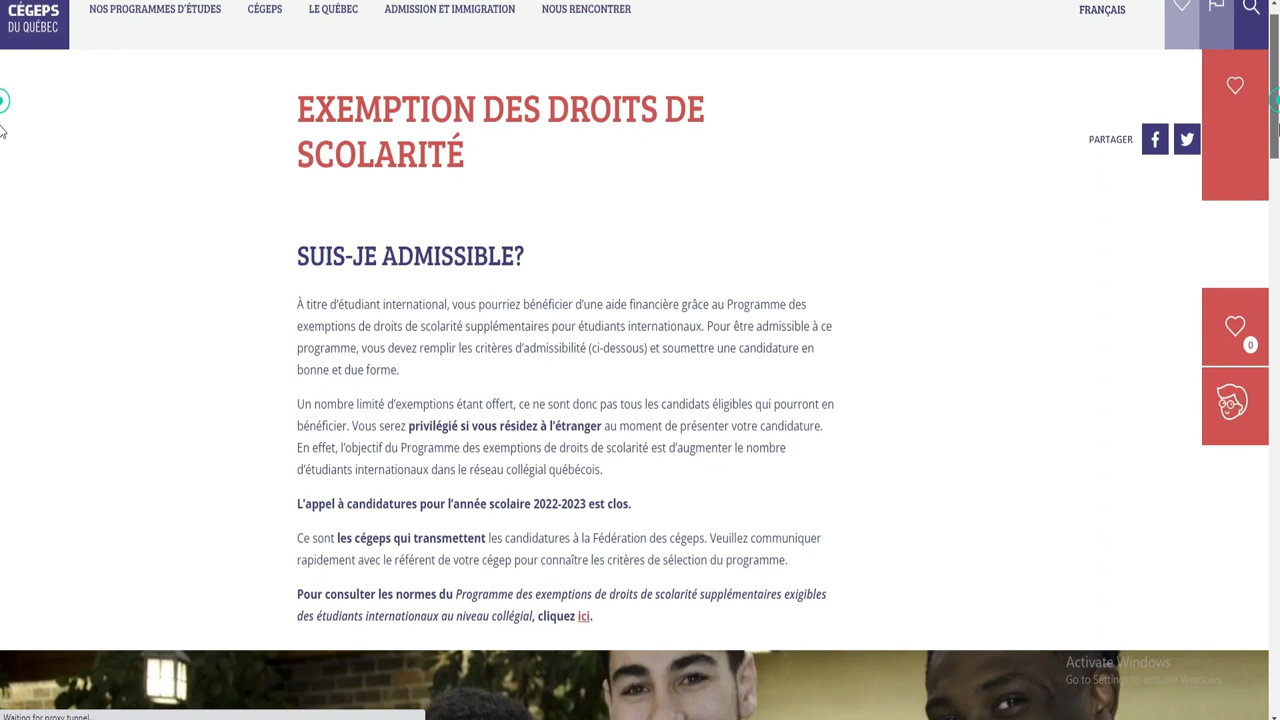 CÉGEPS
DU QUÉBEC
NOS PROGRAMMES D'ÉTUDES
CÉGEPS
LE QUÉBEC
ADMISSION ET IMMIGRATION
NOUS RENCONTRER
FRANÇAIS
EXEMPTION DES DROITS DE
SCOLARITÉ
PARTAGER
SUIS-JE ADMISSIBLE?
À titre d'étudiant international, vous pourriez bénéficier d'une aide financière grâce au Programme des
exemptions de droits de scolarité supplémentaires pour étudiants internationaux. Pour être admissible à ce
programme, vous devez remplir les critères d'admissibilité (ci-dessous) et soumettre une candidature en
bonne et due forme.
Un nombre limité d'exemptions étant offert, ce ne sont donc pas tous les candidats éligibles qui pourront en
bénéficier. Vous serez privilégié si vous résidez à l'étranger au moment de présenter votre candidature.
En effet, l'objectif du Programme des exemptions de droits de scolarité est d'augmenter le nombre
d'étudiants internationaux dans le réseau collégial québécois.
L'appel à candidatures pour l'année scolaire 2022-2023 est clos.
Ce sont les cégeps qui transmettent les candidatures à la Fédération des cégeps. Veuillez communiquer
rapidement avec le référent de votre cégep pour connaître les critères de sélection du programme.
Pour consulter les normes du Programme des exemptions de droits de scolarité supplémentaires exigibles
des étudiants internationaux au niveau collégial, cliquez ici.
0
Activate Windows
Go to Settings to activate Windows.
Waiting for proxy tunnel...